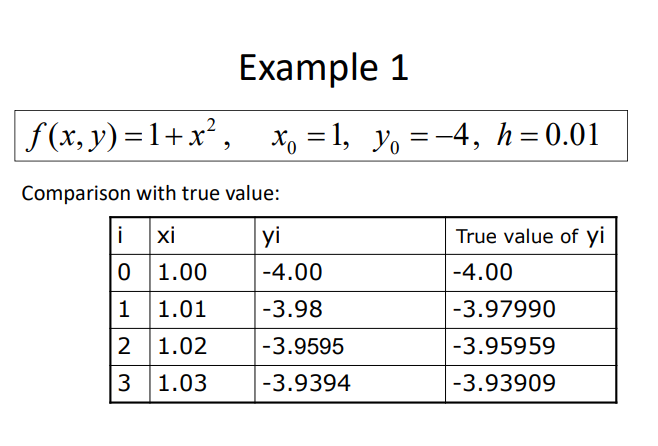 Example 1
f(x, y) = 1 + x², x₀ = 1, y₀ = −4, h = 0.01
Comparison with true value:
i xi yi True value of yi
0 1.00 -4.00 -4.00
1 1.01 -3.98 -3.97990
2 1.02 -3.9595 -3.95959
3 1.03 -3.9394 -3.93909